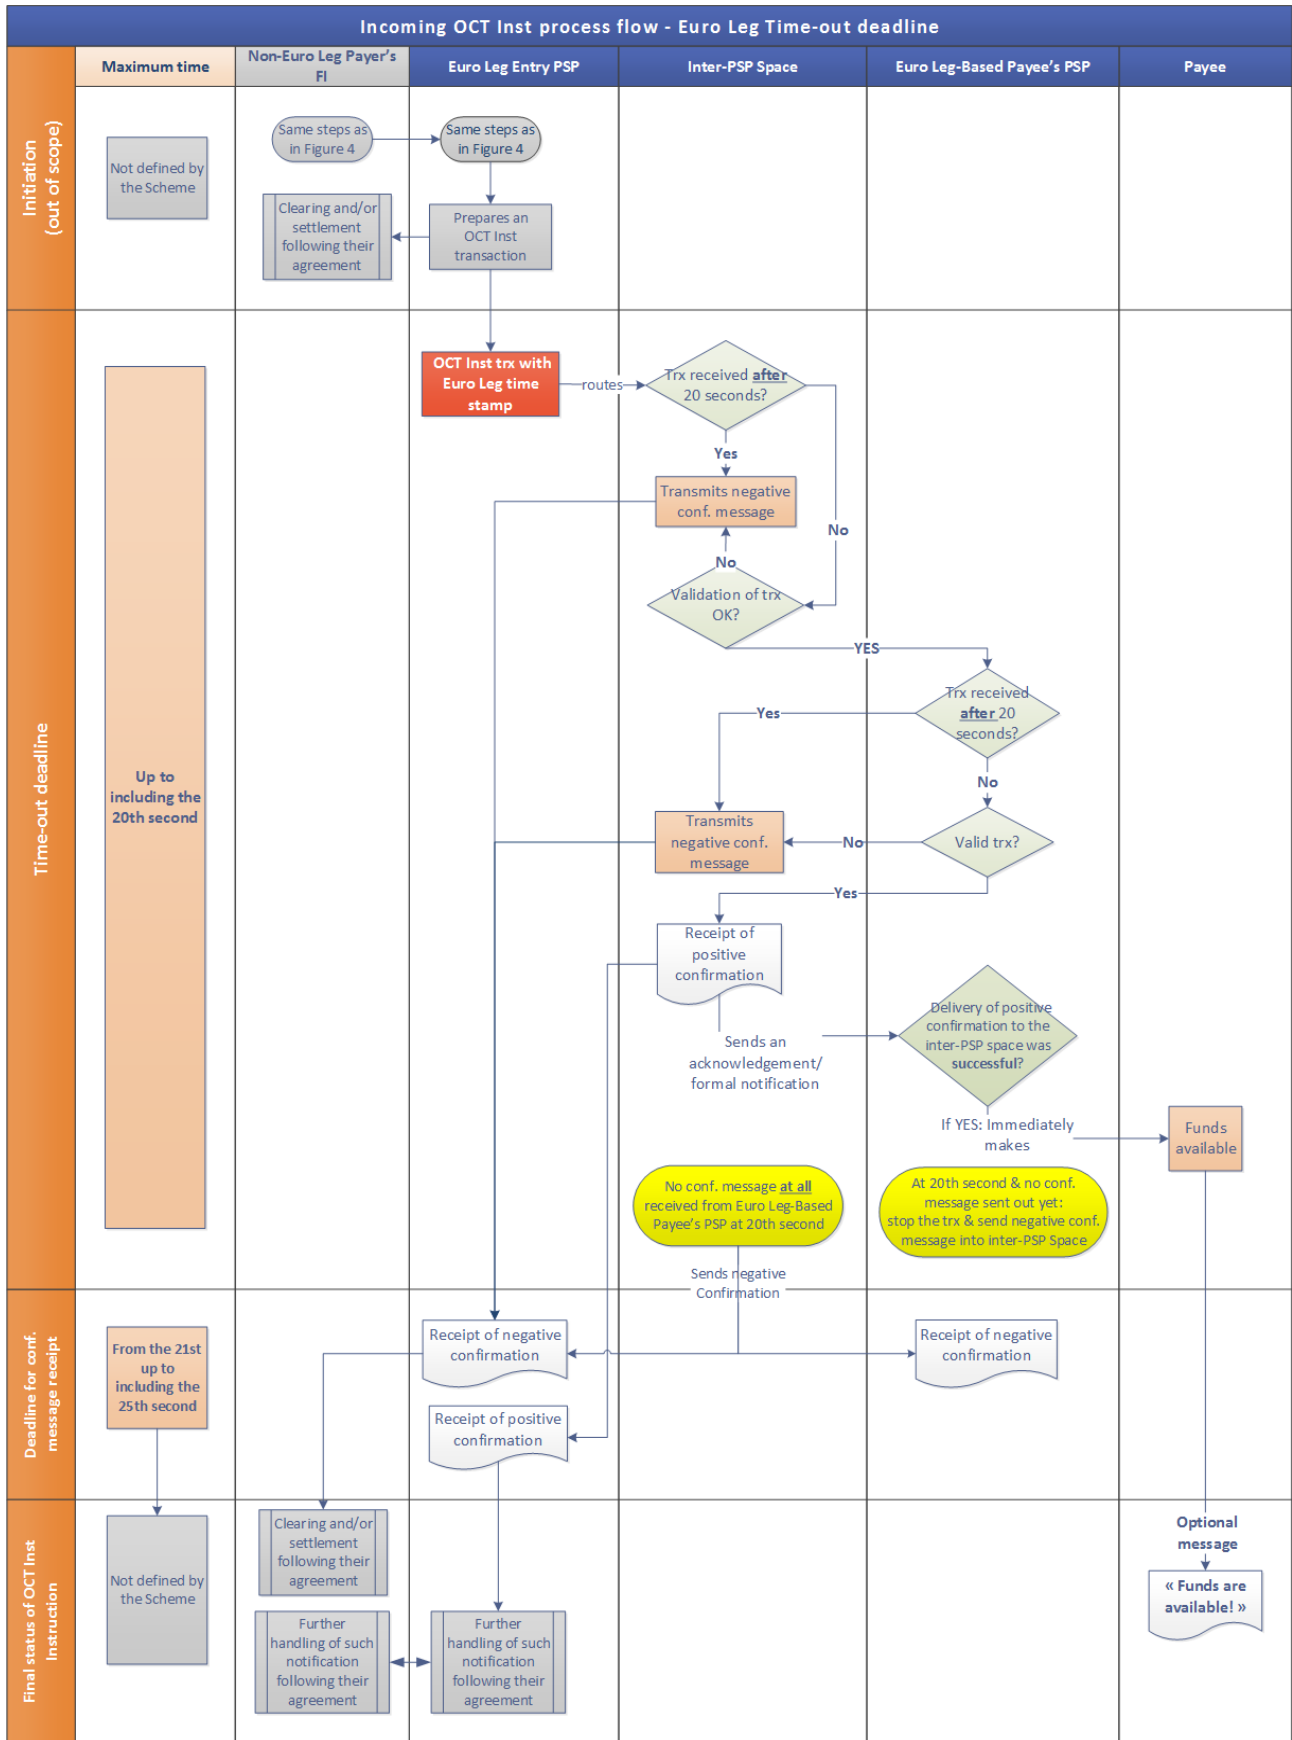 Incoming OCT Inst process flow - Euro Leg Time-out deadline
Maximum time
Non-Euro Leg Payer's
FI
Euro Leg Entry PSP
Inter-PSP Space
Euro Leg-Based Payee's PSP
Payee
Initiation
(out of scope)
Not defined by
the Scheme
Same steps as
in Figure 4
Same steps as
in Figure 4
Clearing and/or
settlement
following their
agreement
Prepares an
OCT Inst
transaction
Time-out deadline
Up to
including the
20th second
OCT Inst trx with
Euro Leg time
stamp
routes
Trx received after
20 seconds?
Yes
Transmits negative
conf. message
No
No
Validation of trx
OK?
YES
Trx received
after 20
seconds?
Yes
No
Transmits
negative conf.
message
No
Valid trx?
Yes
Receipt of
positive
confirmation
Delivery of positive
confirmation to the
inter-PSP space was
successful?
Sends an
acknowledgement/
formal notification
If YES: Immediately
makes
Funds
available
No conf. message at all
received from Euro Leg-Based
Payee's PSP at 20th second
At 20th second & no conf.
message sent out yet:
stop the trx & send negative conf.
message into inter-PSP Space
Sends negative
Confirmation
Deadline for conf.
message receipt
From the 21st
up to
including the
25th second
Receipt of negative
confirmation
Receipt of negative
confirmation
Receipt of positive
confirmation
Final status of OCT Inst
Instruction
Not defined by
the Scheme
Clearing and/or
settlement
following their
agreement
Further
handling of such
notification
following their
agreement
Further
handling of such
notification
following their
agreement
Optional
message
« Funds are
available! »